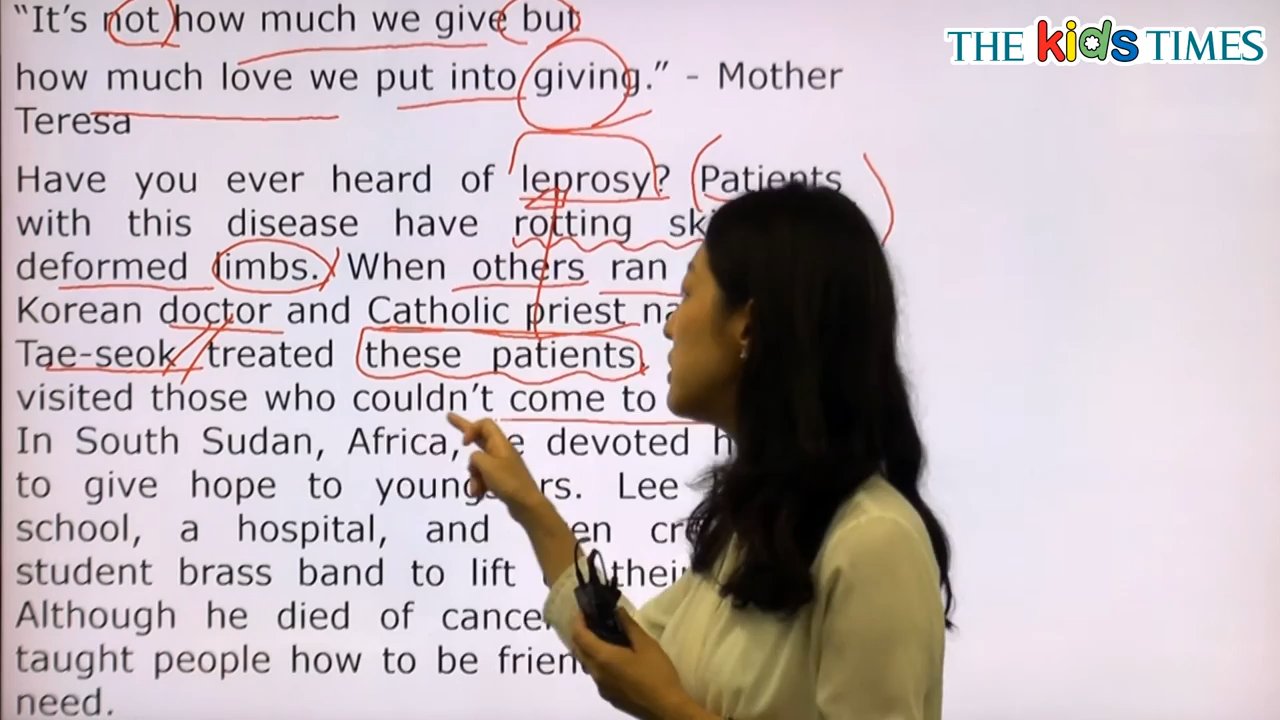 THE kids TIMES
“It’s not how much we give but
how much love we put into giving.” - Mother
Teresa
Have you ever heard of leprosy? Patients
with this disease have rotting
deformed limbs. When others ran
Korean doctor and Catholic priest
Tae-seok treated these patients
visited those who couldn’t come to
In South Sudan, Africa, devoted
to give hope to Lee
school, a hospital, and
student brass band to lift
Although he died of
taught people how to be
need.